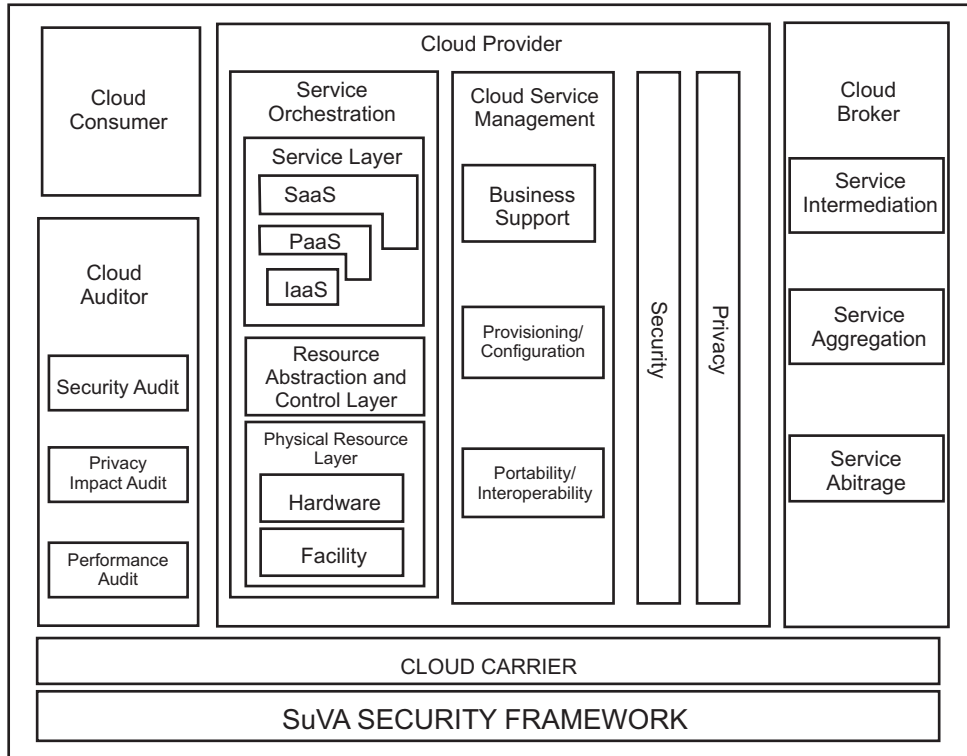 Cloud
Consumer
Cloud
Auditor
Security Audit
Privacy
Impact Audit
Performance
Audit
Cloud Provider
Service
Orchestration
Service Layer
SaaS
PaaS
IaaS
Resource
Abstraction and
Control Layer
Physical Resource
Layer
Hardware
Facility
Cloud Service
Management
Business
Support
Provisioning/
Configuration
Portability/
Interoperability
Security
Privacy
Cloud
Broker
Service
Intermediation
Service
Aggregation
Service
Abitrage
CLOUD CARRIER
SuVA SECURITY FRAMEWORK